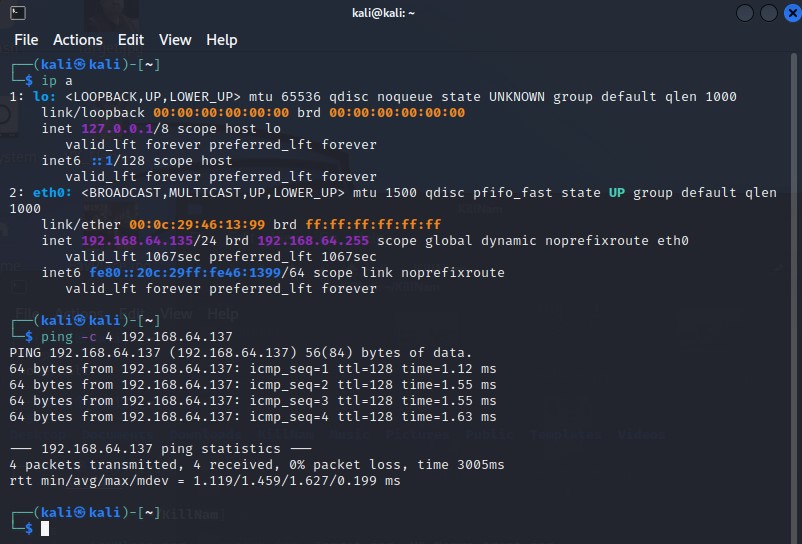 kali@kali: ~
File Actions Edit View Help
┌──(kali㉿kali)-[~]
└─$ ip a
1: lo: <LOOPBACK,UP,LOWER_UP> mtu 65536 qdisc noqueue state UNKNOWN group default qlen 1000
link/loopback 00:00:00:00:00:00 brd 00:00:00:00:00:00
inet 127.0.0.1/8 scope host lo
valid_lft forever preferred_lft forever
inet6 ::1/128 scope host
valid_lft forever preferred_lft forever
2: eth0: <BROADCAST,MULTICAST,UP,LOWER_UP> mtu 1500 qdisc pfifo_fast state UP group default qlen
1000
link/ether 00:0c:29:46:13:99 brd ff:ff:ff:ff:ff:ff
inet 192.168.64.135/24 brd 192.168.64.255 scope global dynamic noprefixroute eth0
valid_lft 1067sec preferred_lft 1067sec
inet6 fe80::20c:29ff:fe46:1399/64 scope link noprefixroute
valid_lft forever preferred_lft forever
┌──(kali㉿kali)-[~]
└─$ ping -c 4 192.168.64.137
PING 192.168.64.137 (192.168.64.137) 56(84) bytes of data.
64 bytes from 192.168.64.137: icmp_seq=1 ttl=128 time=1.12 ms
64 bytes from 192.168.64.137: icmp_seq=2 ttl=128 time=1.55 ms
64 bytes from 192.168.64.137: icmp_seq=3 ttl=128 time=1.55 ms
64 bytes from 192.168.64.137: icmp_seq=4 ttl=128 time=1.63 ms
--- 192.168.64.137 ping statistics ---
4 packets transmitted, 4 received, 0% packet loss, time 3005ms
rtt min/avg/max/mdev = 1.119/1.459/1.627/0.199 ms
┌──(kali㉿kali)-[~]
└─$